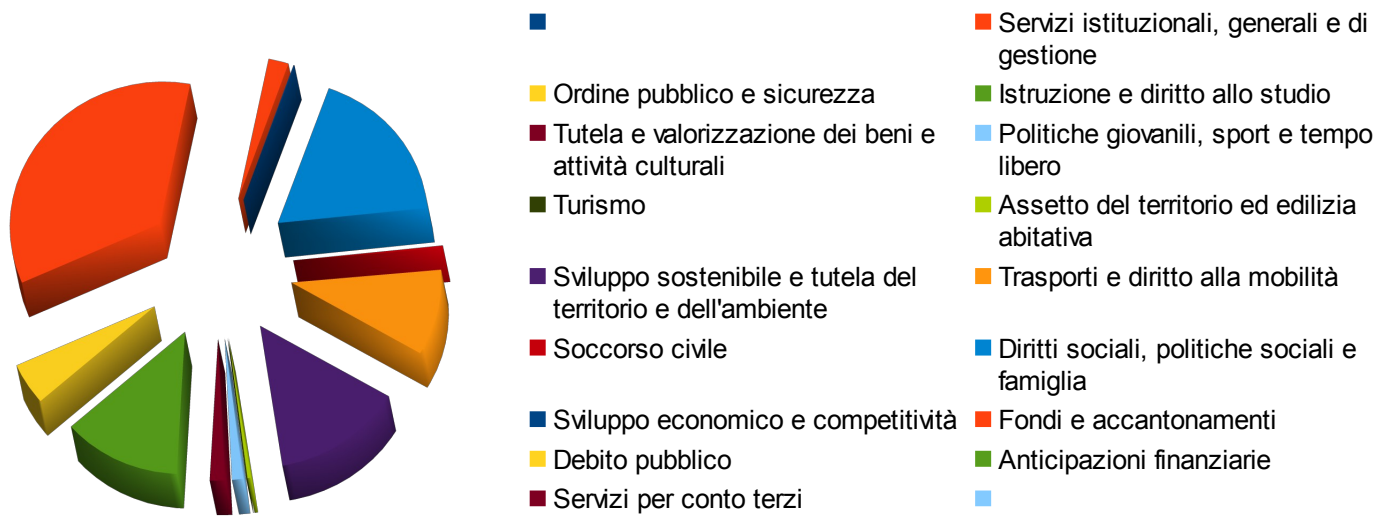 Servizi istituzionali, generali e di
gestione
Ordine pubblico e sicurezza
Istruzione e diritto allo studio
Tutela e valorizzazione dei beni e
attività culturali
Politiche giovanili, sport e tempo
libero
Turismo
Assetto del territorio ed edilizia
abitativa
Sviluppo sostenibile e tutela del
territorio e dell'ambiente
Trasporti e diritto alla mobilità
Soccorso civile
Diritti sociali, politiche sociali e
famiglia
Sviluppo economico e competitività
Fondi e accantonamenti
Debito pubblico
Anticipazioni finanziarie
Servizi per conto terzi